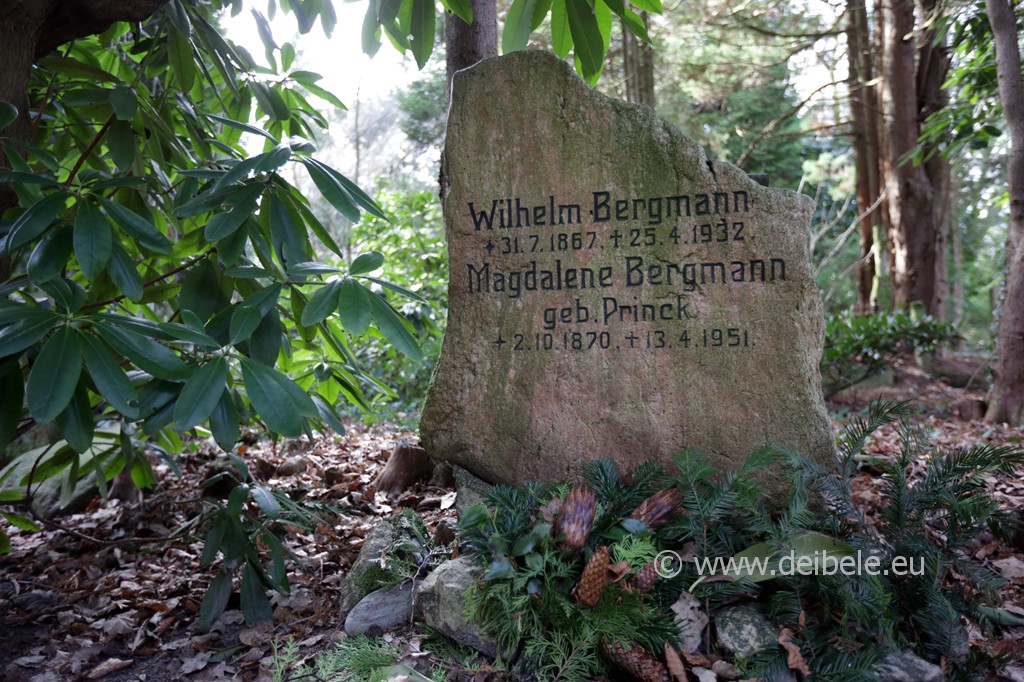 Wilhelm Bergmann
+31.7.1867. +25.4.1932.
Magdalene Bergmann
geb. Princk
+2.10.1870, +13.4.1951.
© www.deibele.eu